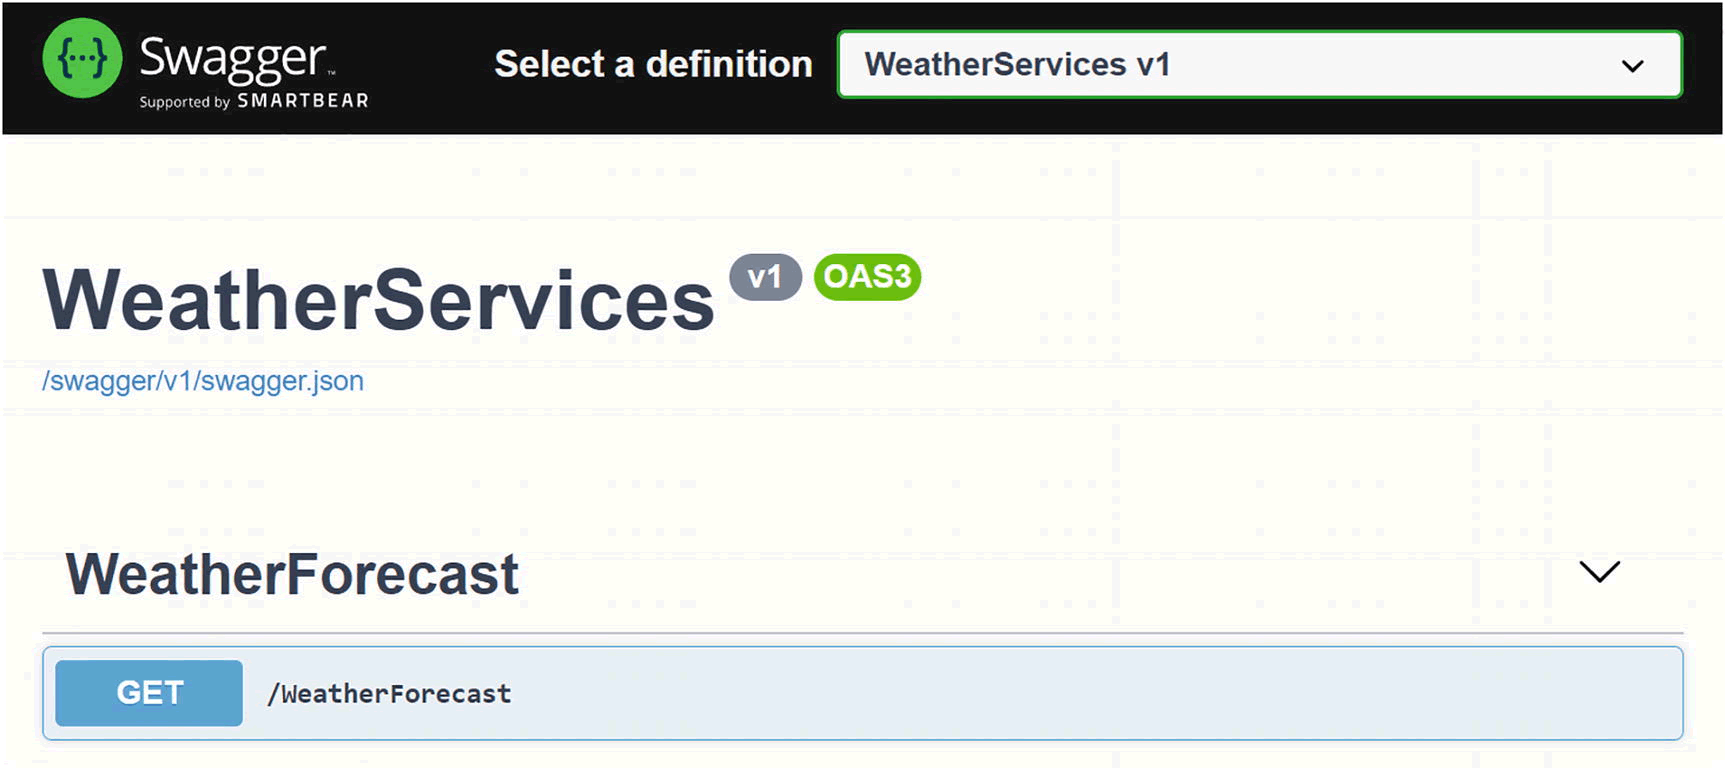 {···} Swagger™
Supported by SMARTBEAR
Select a definition
WeatherServices v1
WeatherServices v1 OAS3
/swagger/v1/swagger.json
WeatherForecast
GET /WeatherForecast